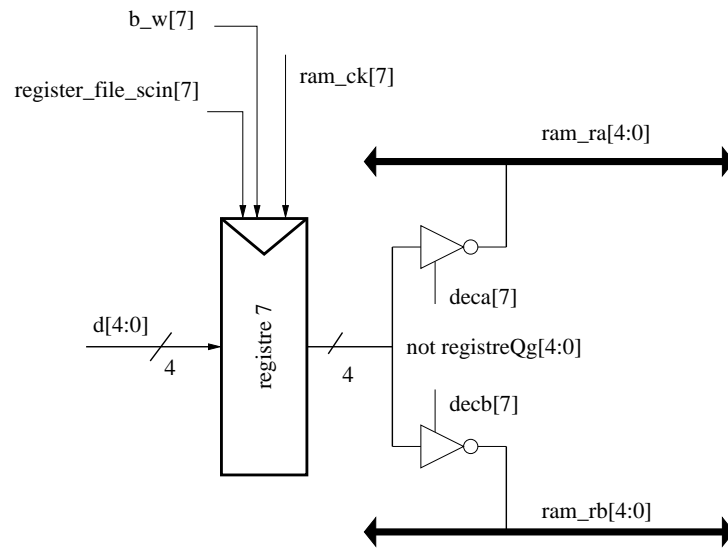 b_w[7]
ram_ck[7]
register_file_scin[7]
ram_ra[4:0]
deca[7]
d[4:0]
4
registre 7
4
not registreQg[4:0]
decb[7]
ram_rb[4:0]